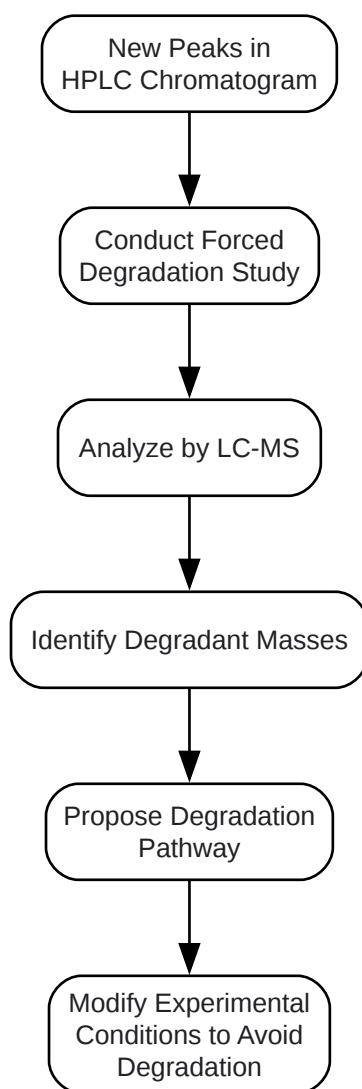 New Peaks in
HPLC Chromatogram
Conduct Forced
Degradation Study
Analyze by LC-MS
Identify Degradant Masses
Propose Degradation
Pathway
Modify Experimental
Conditions to Avoid
Degradation